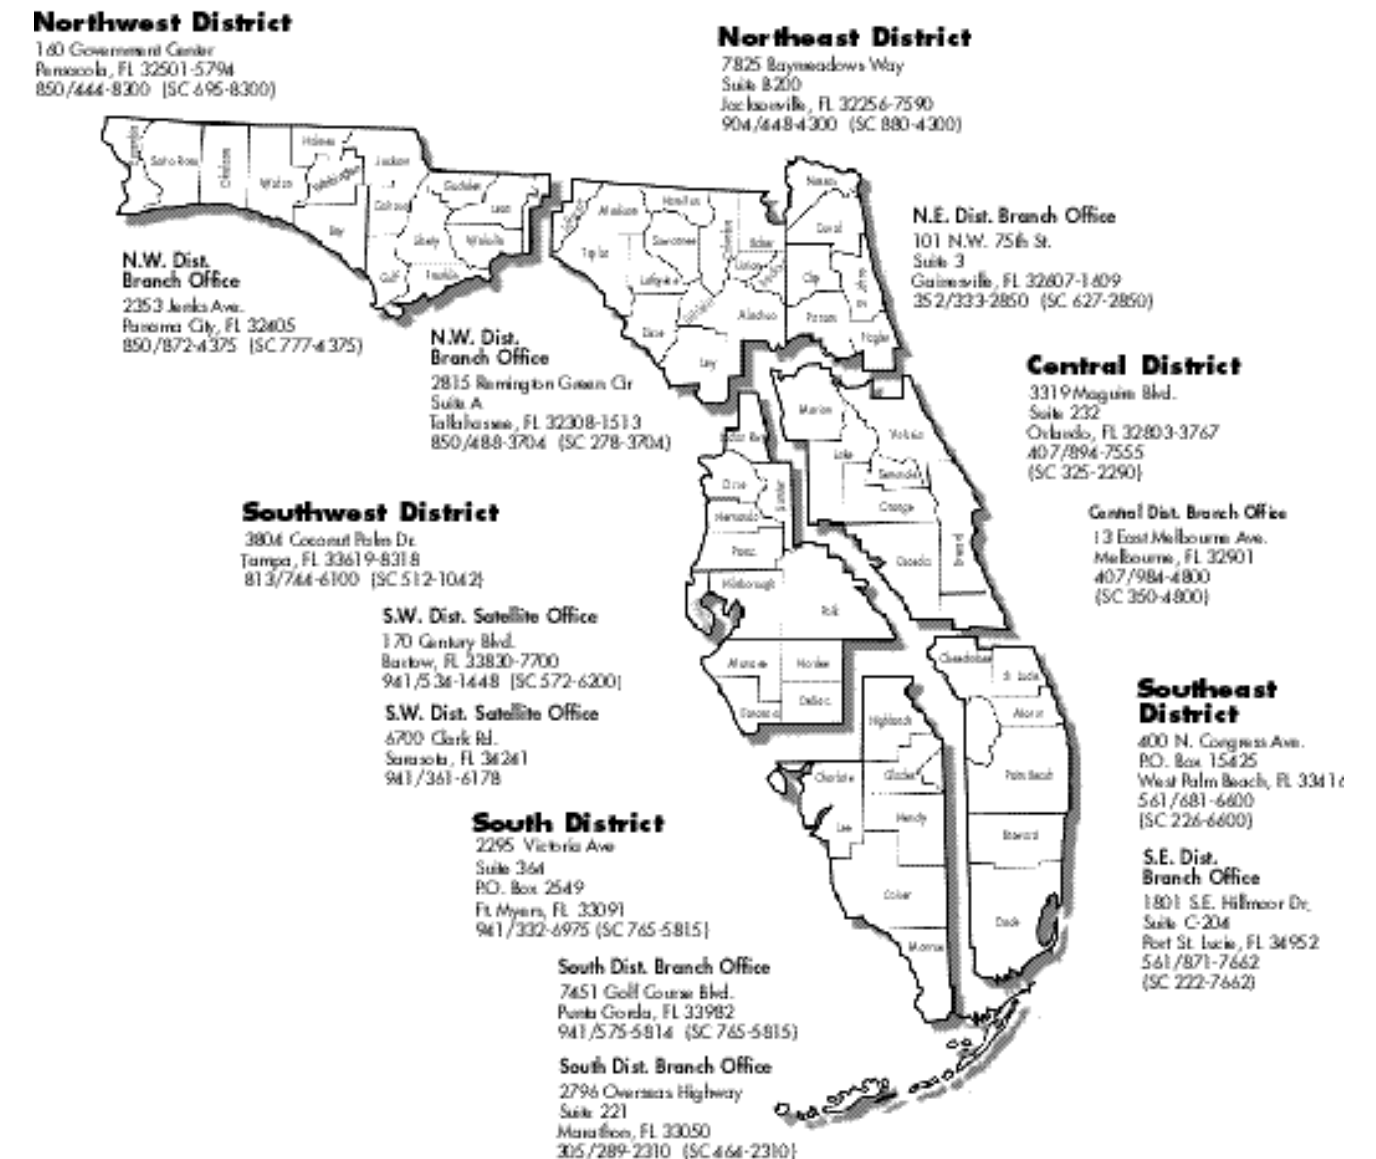 Northwest District
160 Government Center
Pensacola, FL 32501-5794
850/444-8300 (SC 695-8300)
Northeast District
7825 Baymeadows Way
Suite B200
Jacksonville, FL 32256-7590
904/448-4300 (SC 880-4300)
N.W. Dist.
Branch Office
2353 Jenks Ave.
Panama City, FL 32405
850/872-4375 (SC 777-4375)
N.W. Dist.
Branch Office
2815 Remington Green Cir
Suite A
Tallahassee, FL 32308-1513
850/488-3704 (SC 278-3704)
N.E. Dist. Branch Office
101 N.W. 75th St.
Suite 3
Gainesville, FL 32607-1609
352/333-2850 (SC 627-2850)
Central District
3319 Maguire Blvd.
Suite 232
Orlando, FL 32803-3767
407/894-7555
(SC 325-2290)
Central Dist. Branch Office
13 East Melbourne Ave.
Melbourne, FL 32901
407/984-4800
(SC 350-4800)
Southwest District
3804 Coconut Palm Dr.
Tampa, FL 33619-8318
813/744-6100 (SC 512-1042)
S.W. Dist. Satellite Office
170 Century Blvd.
Bartow, FL 33830-7700
941/534-1448 (SC 572-6200)
S.W. Dist. Satellite Office
6700 Clark Rd.
Sarasota, FL 34241
941/361-6178
Southeast
District
400 N. Congress Ave.
P.O. Box 15425
West Palm Beach, FL 33416
561/681-6600
(SC 226-6600)
S.E. Dist.
Branch Office
1801 S.E. Hillmoor Dr,
Suite C-204
Port St. Lucie, FL 34952
561/871-7662
(SC 222-7662)
South District
2295 Victoria Ave
Suite 364
P.O. Box 2549
Ft. Myers, FL 33091
941/332-6975 (SC 765-5815)
South Dist. Branch Office
7451 Golf Course Blvd.
Punta Gorda, FL 33982
941/575-5814 (SC 765-5815)
South Dist. Branch Office
2796 Overseas Highway
Suite 221
Marathon, FL 33050
305/289-2310 (SC 464-2310)
Santa Rosa
Walton
Holmes
Washington
Jackson
Bay
Gulf
Liberty
Gadsden
Leon
Wakulla
Franklin
Madison
Hamilton
Taylor
Suwannee
Lafayette
Dixie
Levy
Alachua
Baker
Union
Nassau
Duval
Clay
Putnam
Flagler
Marion
Volusia
Lake
Seminole
Orange
Osceola
Brevard
Citrus
Hernando
Pasco
Hillsborough
Polk
Manatee
Hardee
Sarasota
Highlands
Charlotte
Glades
Lee
Hendry
Collier
Monroe
Okeechobee
St. Lucie
Martin
Palm Beach
Broward
Dade